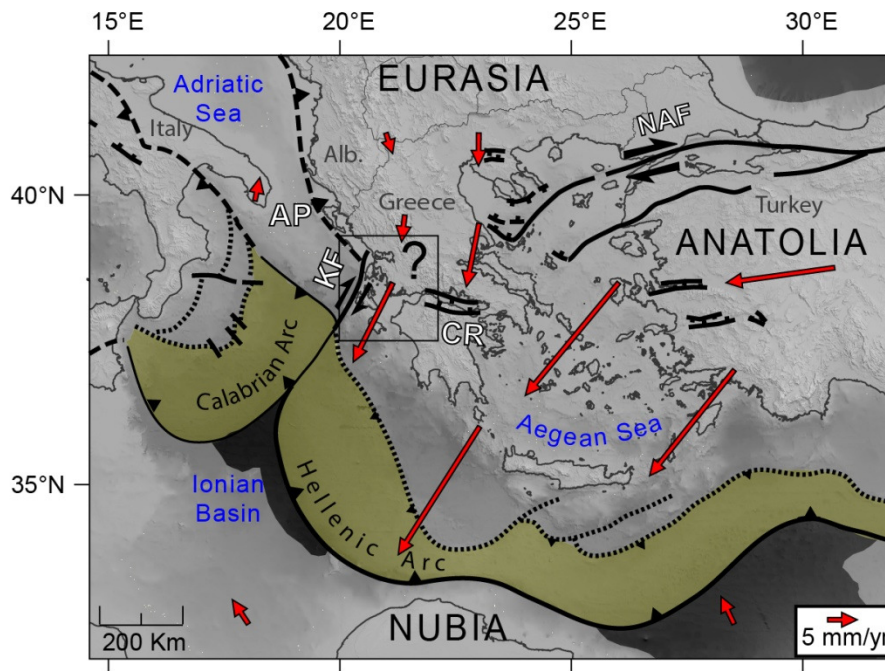 15°E 20°E 25°E 30°E
EURASIA
Adriatic
Sea
NAF
Italy
Alb.
40°N
Greece
Turkey
AP
ANATOLIA
?
KF
CR
Calabrian Arc
Aegean Sea
35°N
Ionian
Basin
Hellenic Arc
NUBIA
200 Km
5 mm/yr